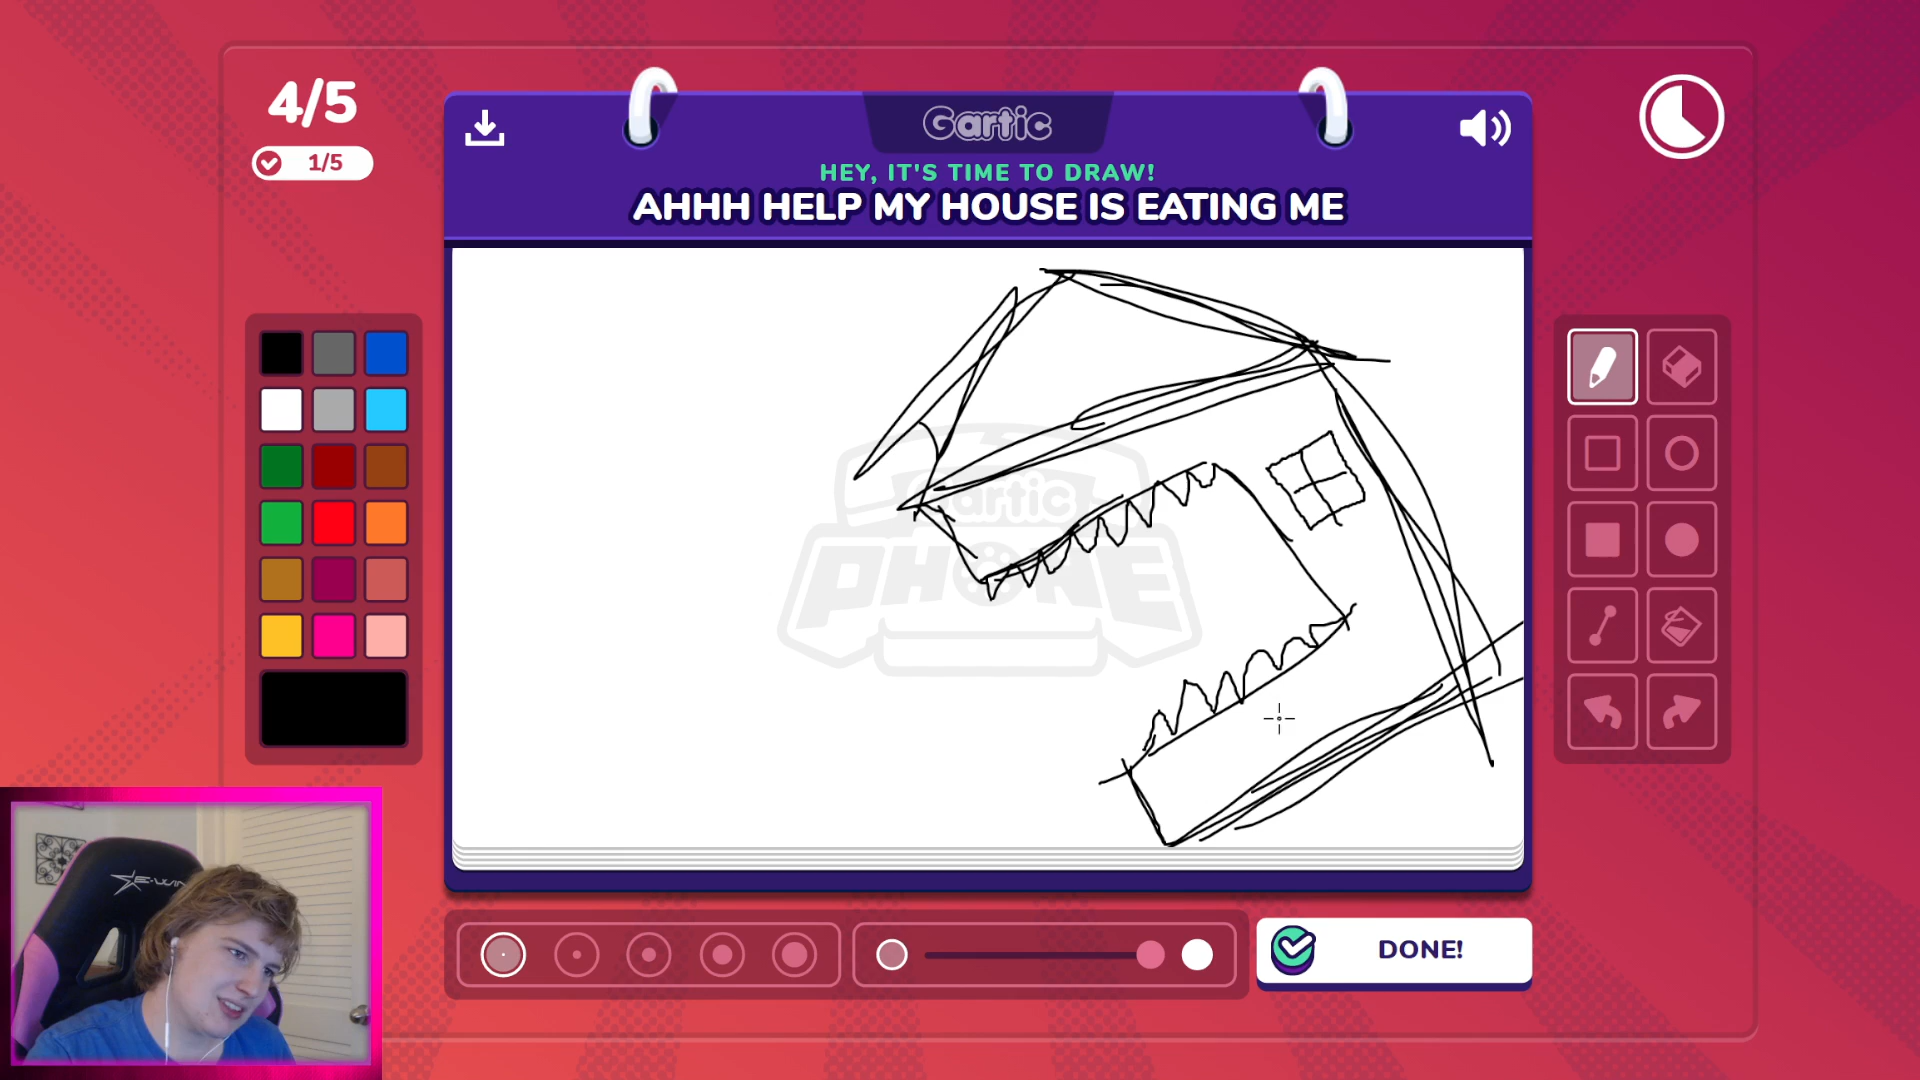 4/5
1/5
Gartic
HEY, IT'S TIME TO DRAW!
AHHH HELP MY HOUSE IS EATING ME
Gartic
PHONE
DONE!
E-WIN